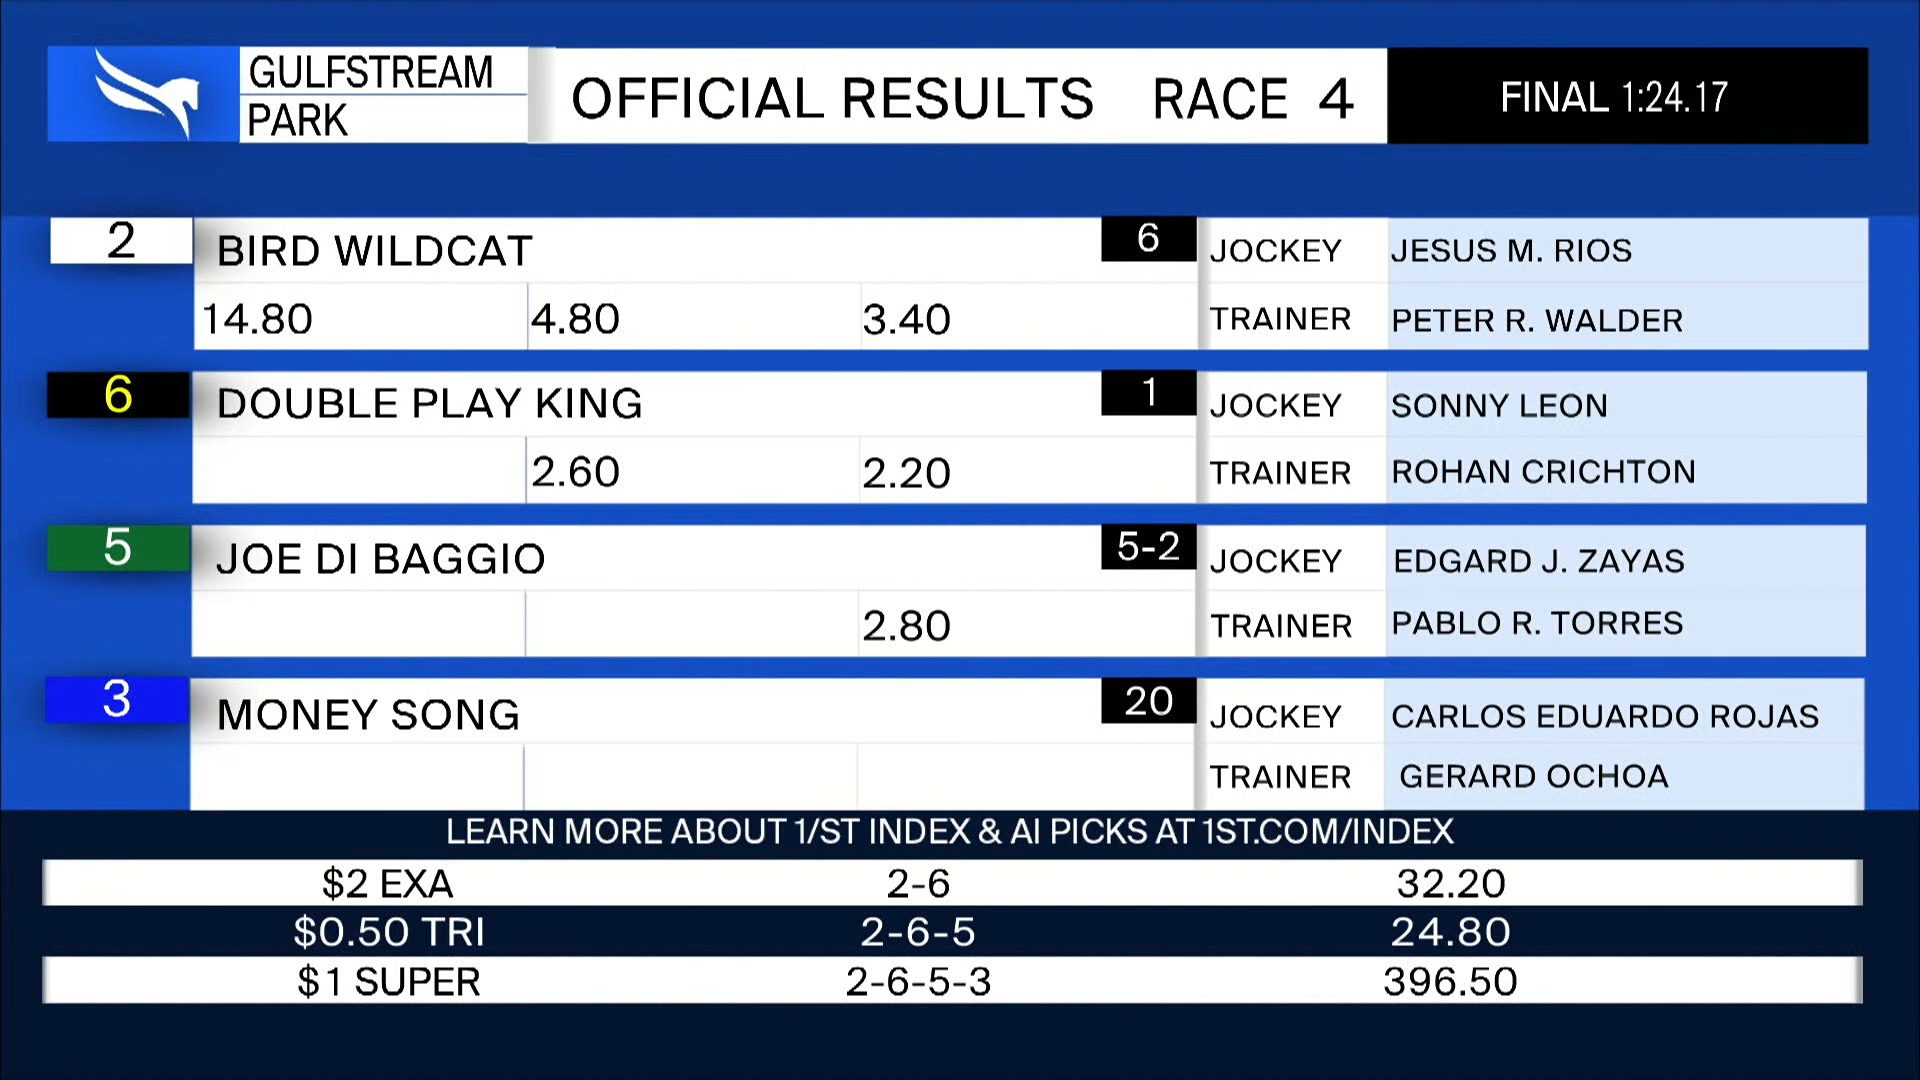 GULFSTREAM
PARK
OFFICIAL RESULTS RACE 4
FINAL 1:24.17
2 BIRD WILDCAT 6 JOCKEY JESUS M. RIOS
14.80 4.80 3.40 TRAINER PETER R. WALDER
6 DOUBLE PLAY KING 1 JOCKEY SONNY LEON
2.60 2.20 TRAINER ROHAN CRICHTON
5 JOE DI BAGGIO 5-2 JOCKEY EDGARD J. ZAYAS
2.80 TRAINER PABLO R. TORRES
3 MONEY SONG 20 JOCKEY CARLOS EDUARDO ROJAS
TRAINER GERARD OCHOA
LEARN MORE ABOUT 1/ST INDEX & AI PICKS AT 1ST.COM/INDEX
$2 EXA 2-6 32.20
$0.50 TRI 2-6-5 24.80
$1 SUPER 2-6-5-3 396.50